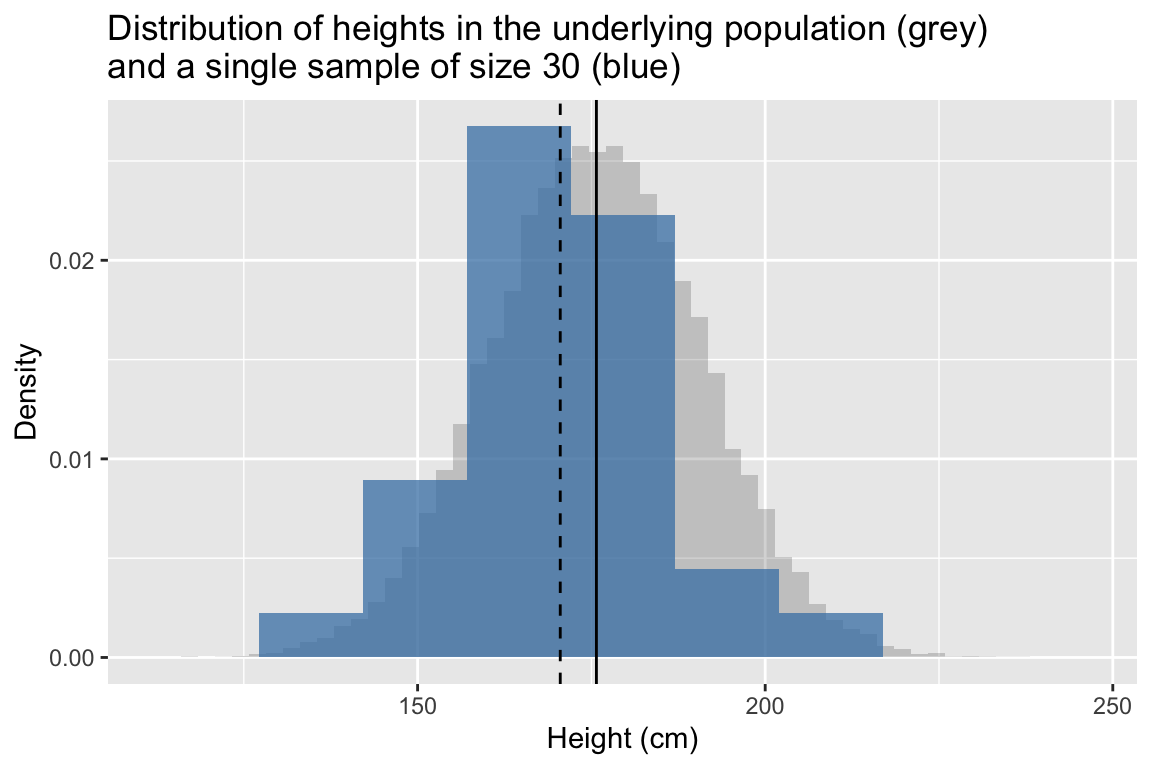 Distribution of heights in the underlying population (grey)
and a single sample of size 30 (blue)
Density
0.02
0.01
0.00
150 200 250
Height (cm)